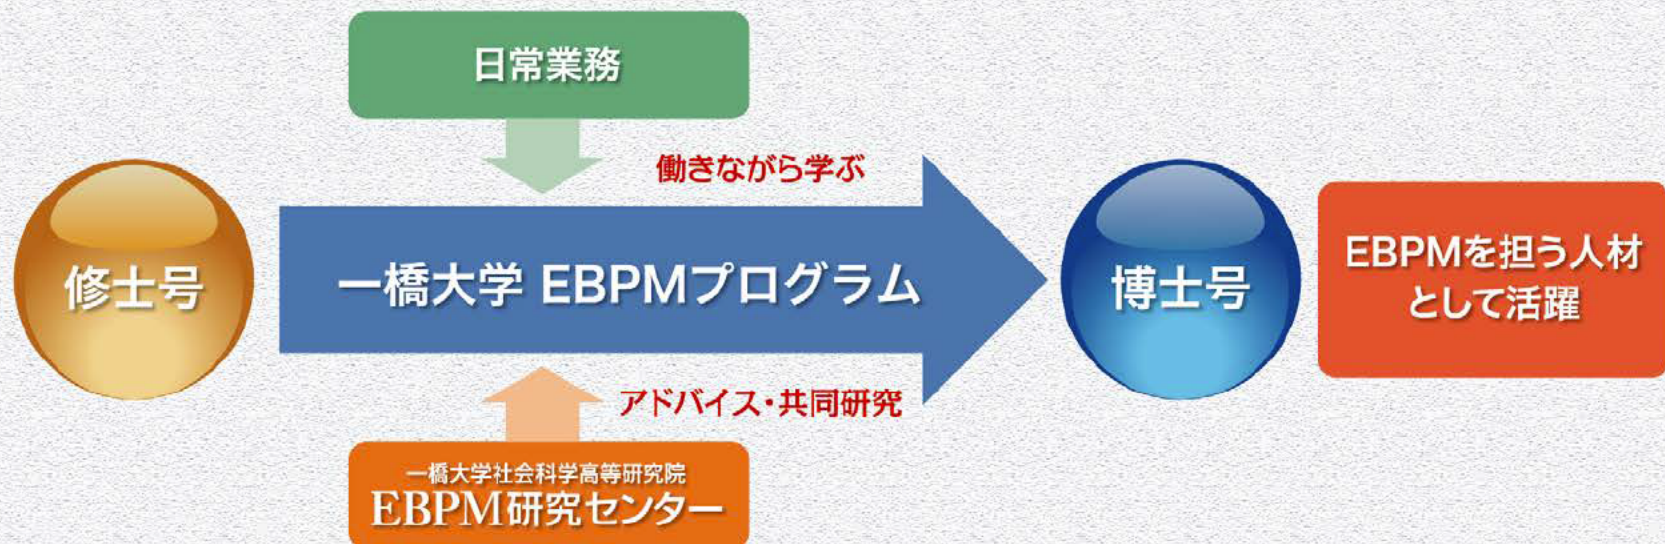 日常業務
働きながら学ぶ
修士号
一橋大学 EBPMプログラム
博士号
EBPMを担う人材
として活躍
アドバイス・共同研究
一橋大学社会科学高等研究院
EBPM研究センター